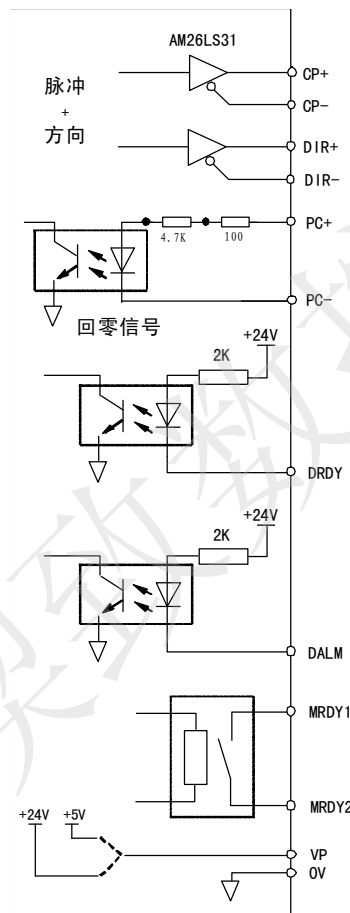 AM26LS31
脉冲
+
方向
CP+
CP-
DIR+
DIR-
PC+
4.7K
100
PC-
回零信号
+24V
2K
DRDY
+24V
2K
DALM
MRDY1
MRDY2
+24V
+5V
VP
0V